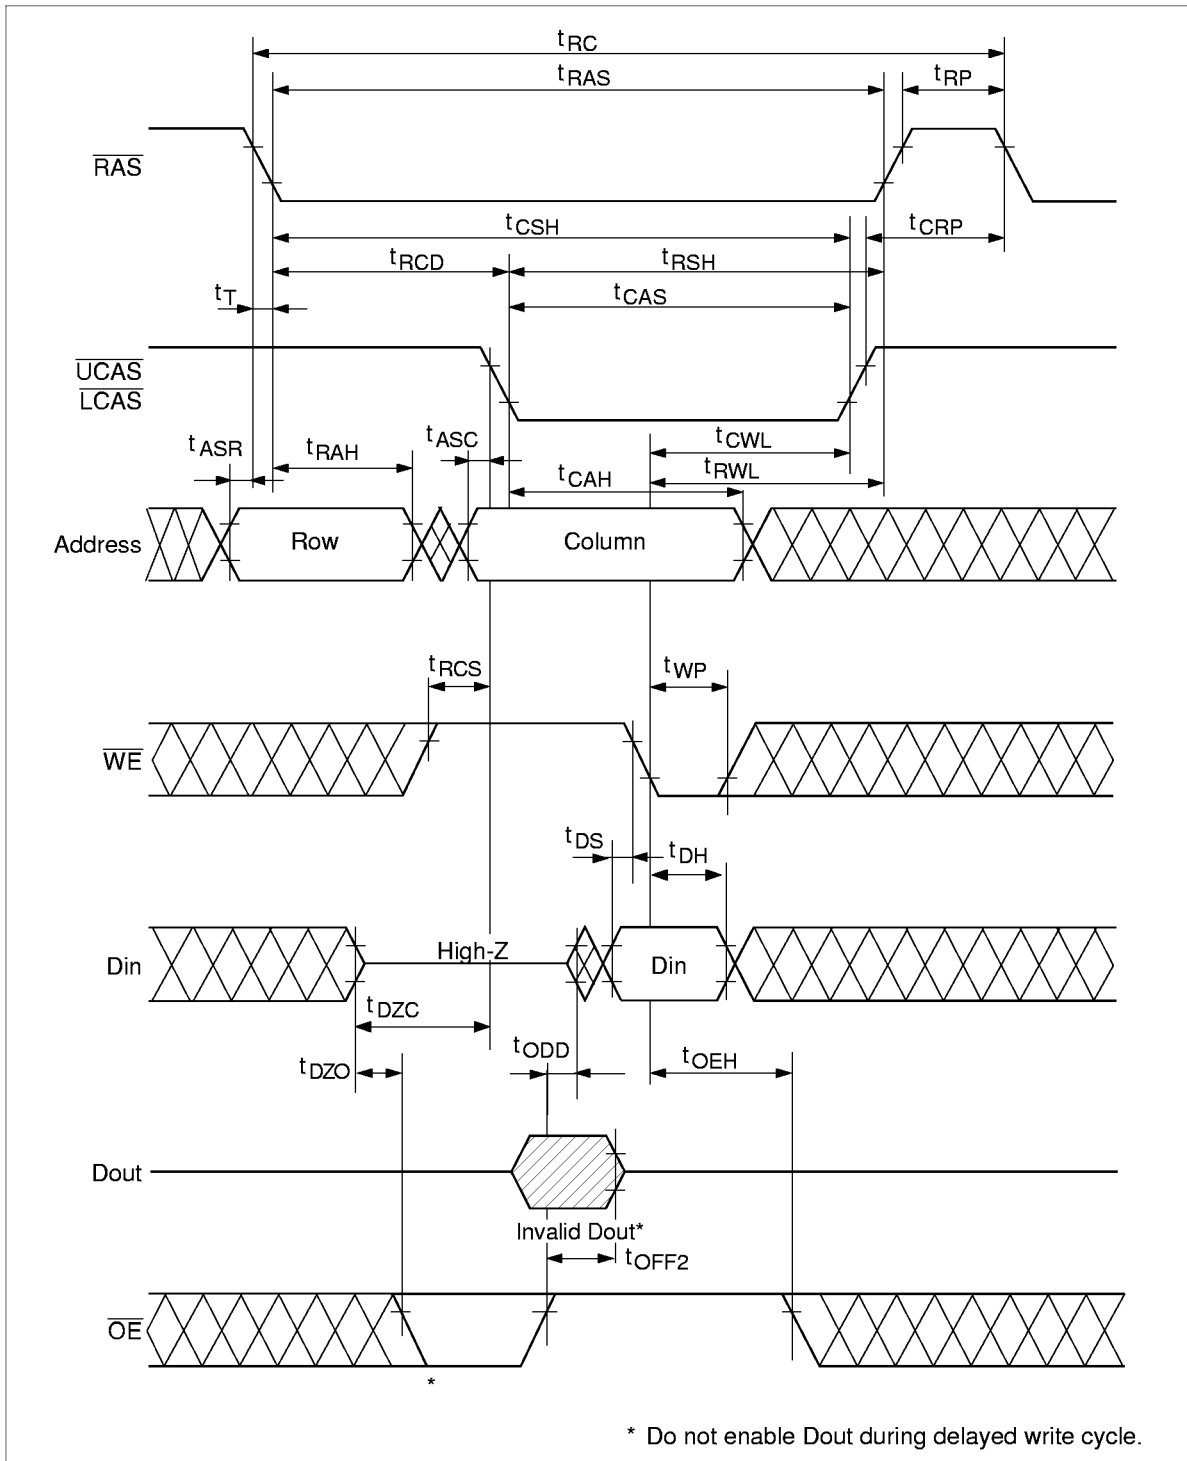 tRC
tRAS
tRP
RAS
tCSH
tCRP
tRCD
tRSH
tT
tCAS
UCAS
LCAS
tASR
tRAH
tASC
tCWL
tRWL
tCAH
Address
Row
Column
tRCS
tWP
WE
tDS
tDH
High-Z
Din
Din
tDZC
tODD
tOEH
tDZO
Dout
Invalid Dout*
tOFF2
OE
*
* Do not enable Dout during delayed write cycle.